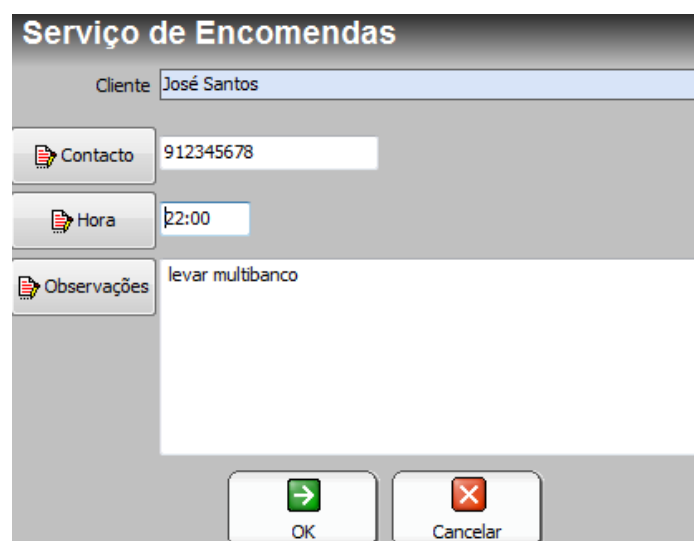 Serviço de Encomendas
Cliente José Santos
Contacto 912345678
Hora 22:00
Observações levar multibanco
OK Cancelar